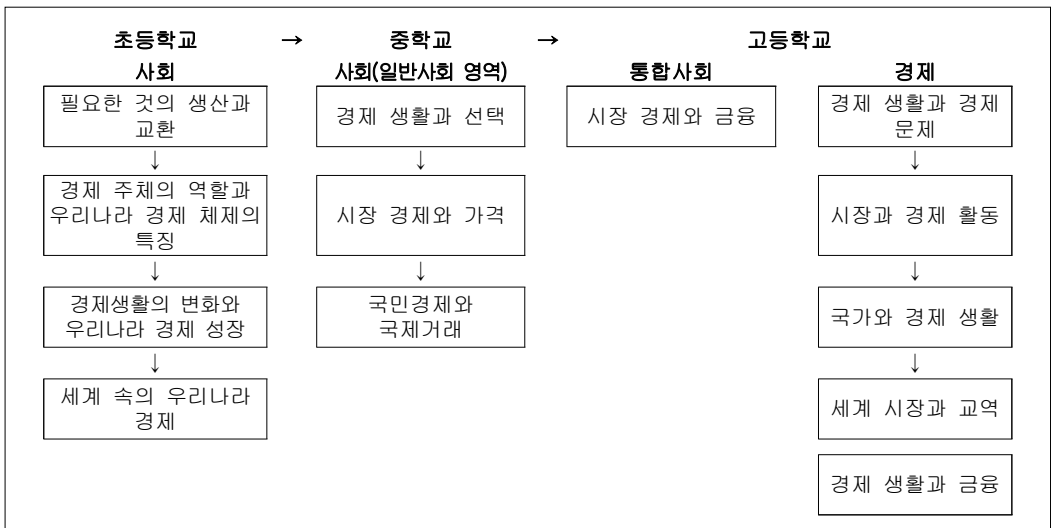 초등학교 → 중학교 → 고등학교
사회 사회(일반사회 영역) 통합사회 경제
필요한 것의 생산과
교환
↓
경제 주체의 역할과
우리나라 경제 체제의
특징
↓
경제생활의 변화와
우리나라 경제 성장
↓
세계 속의 우리나라
경제
경제 생활과 선택
↓
시장 경제와 가격
↓
국민경제와
국제거래
시장 경제와 금융
경제 생활과 경제
문제
↓
시장과 경제 활동
↓
국가와 경제 생활
↓
세계 시장과 교역
경제 생활과 금융